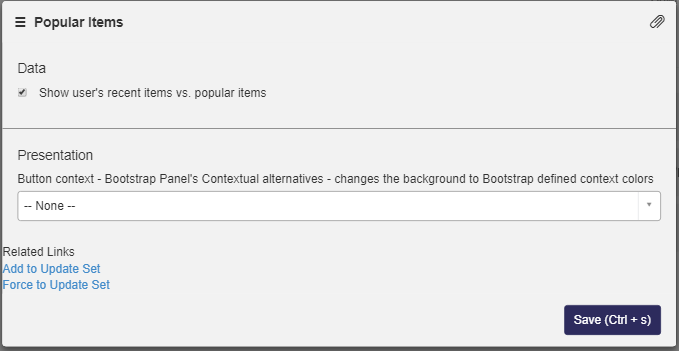 Popular Items
Data
Show user's recent items vs. popular items
Presentation
Button context - Bootstrap Panel's Contextual alternatives - changes the background to Bootstrap defined context colors
-- None --
Related Links
Add to Update Set
Force to Update Set
Save (Ctrl + s)